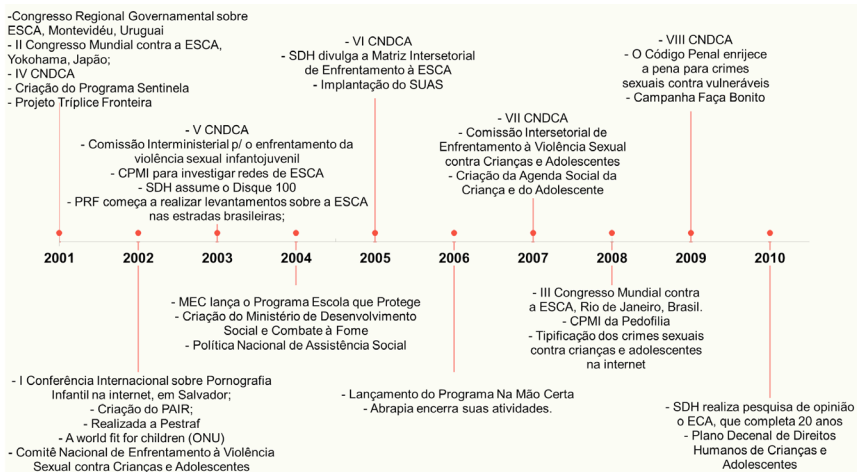 -Congresso Regional Governamental sobre
ESCA, Montevidéu, Uruguai
- II Congresso Mundial contra a ESCA,
Yokohama, Japão;
- IV CNDCA
- Criação do Programa Sentinela
- Projeto Tríplice Fronteira
- V CNDCA
- Comissão Interministerial p/ o enfrentamento da
violência sexual infantojuvenil
- CPMI para investigar redes de ESCA
- SDH assume o Disque 100
- PRF começa a realizar levantamentos sobre a ESCA
nas estradas brasileiras;
- VI CNDCA
- SDH divulga a Matriz Intersetorial
de Enfrentamento à ESCA
- Implantação do SUAS
- VII CNDCA
- Comissão Intersetorial de
Enfrentamento à Violência Sexual
contra Crianças e Adolescentes
- Criação da Agenda Social da
Criança e do Adolescente
- VIII CNDCA
- O Código Penal enrijece
a pena para crimes
sexuais contra vulneráveis
- Campanha Faça Bonito
2001 2002 2003 2004 2005 2006 2007 2008 2009 2010
- I Conferência Internacional sobre Pornografia
Infantil na internet, em Salvador;
- Criação do PAIR;
- Realizada a Pestraf
- A world fit for children (ONU)
- Comitê Nacional de Enfrentamento à Violência
Sexual contra Crianças e Adolescentes
- MEC lança o Programa Escola que Protege
- Criação do Ministério de Desenvolvimento
Social e Combate à Fome
- Política Nacional de Assistência Social
- Lançamento do Programa Na Mão Certa
- Abrapia encerra suas atividades.
- III Congresso Mundial contra
a ESCA, Rio de Janeiro, Brasil.
- CPMI da Pedofilia
- Tipificação dos crimes sexuais
contra crianças e adolescentes
na internet
- SDH realiza pesquisa de opinião
o ECA, que completa 20 anos
- Plano Decenal de Direitos
Humanos de Crianças e
Adolescentes